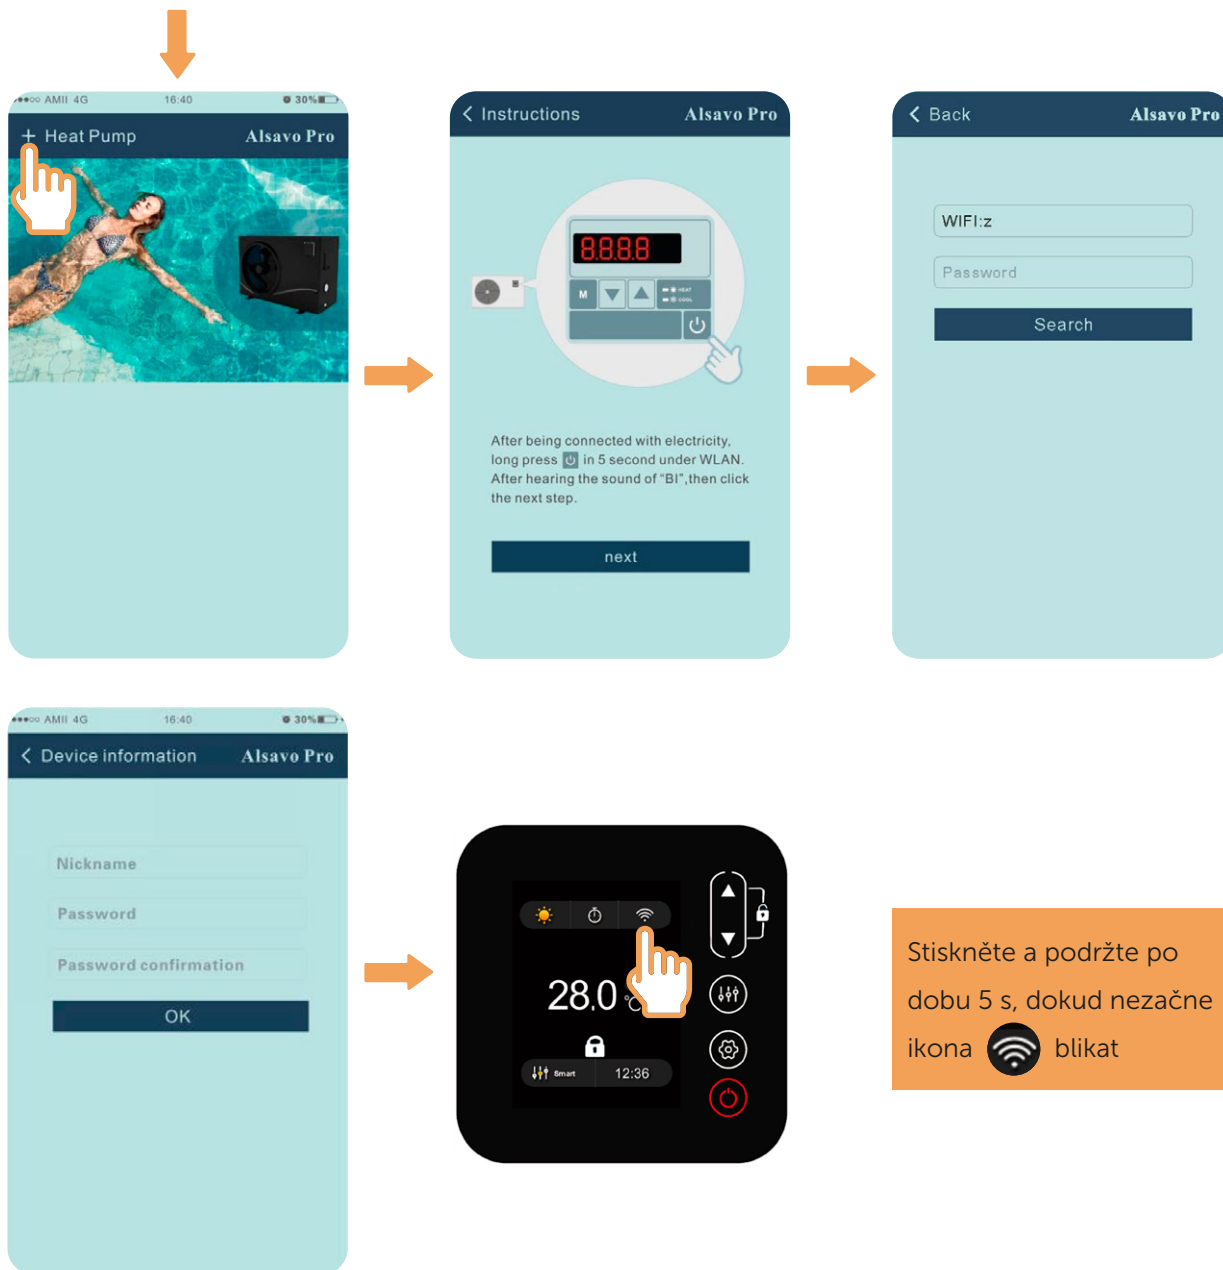 AMII 4G 16:40 30%
+ Heat Pump Alsavo Pro
< Instructions Alsavo Pro
8.8.8.8
M HEAT
COOL
After being connected with electricity,
long press in 5 second under WLAN.
After hearing the sound of “BI”,then click
the next step.
next
< Back Alsavo Pro
WIFI:z
Password
Search
AMII 4G 16:40 30%
< Device information Alsavo Pro
Nickname
Password
Password confirmation
OK
28.0 °C
Smart 12:36
Stiskněte a podržte po
dobu 5 s, dokud nezačne
ikona blikat